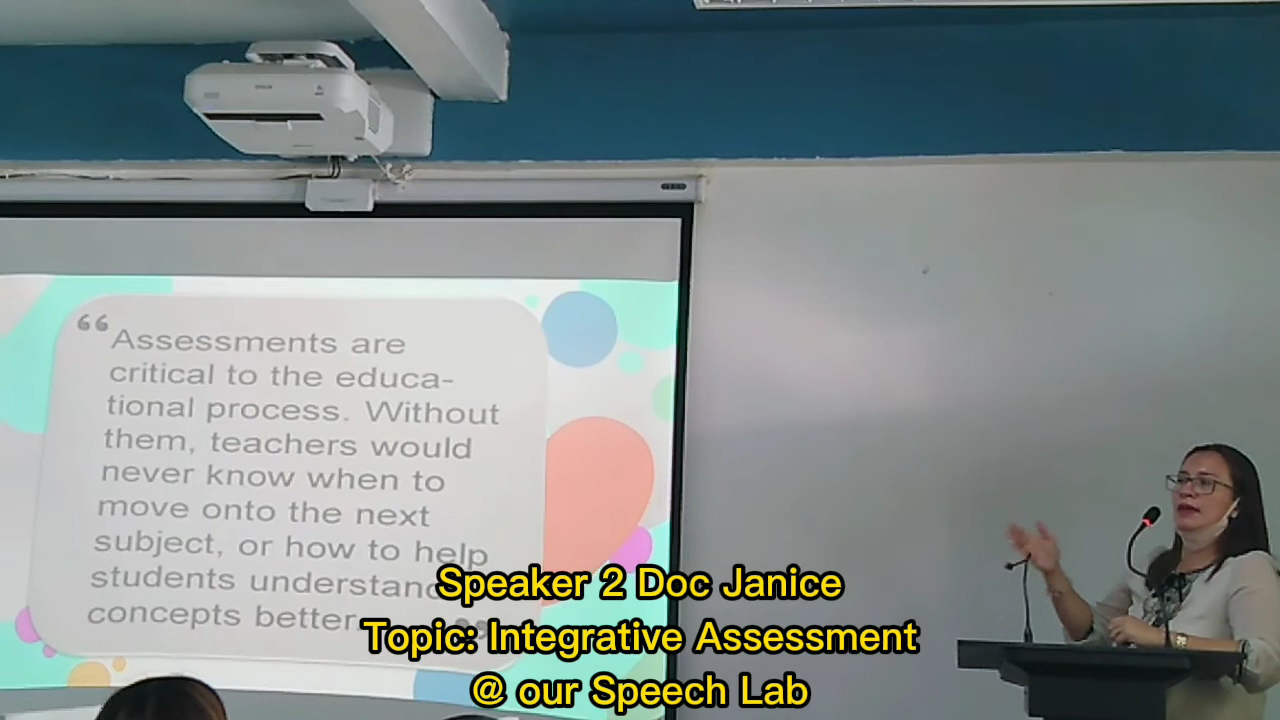 EPSON
“ Assessments are
critical to the educa-
tional process. Without
them, teachers would
never know when to
move onto the next
subject, or how to help
students understand
concepts better. ”
Speaker 2 Doc Janice
Topic: Integrative Assessment
@ our Speech Lab